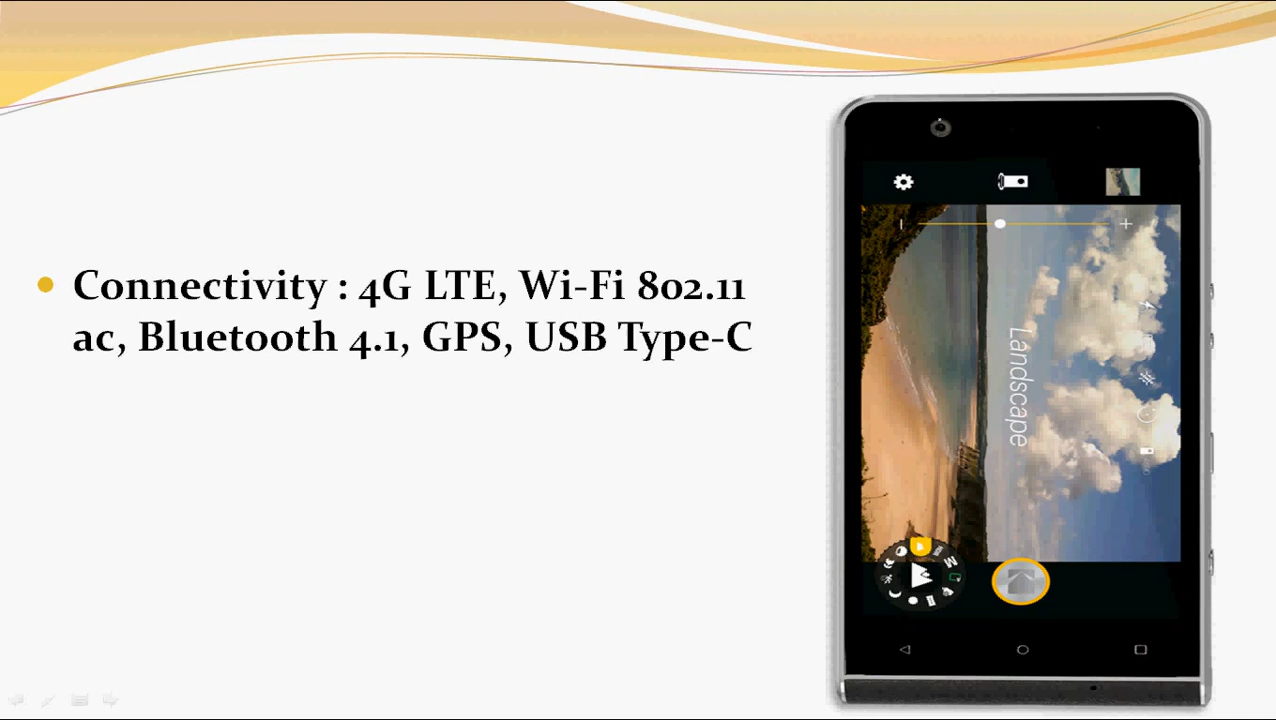 Connectivity : 4G LTE, Wi-Fi 802.11
ac, Bluetooth 4.1, GPS, USB Type-C
Landscape